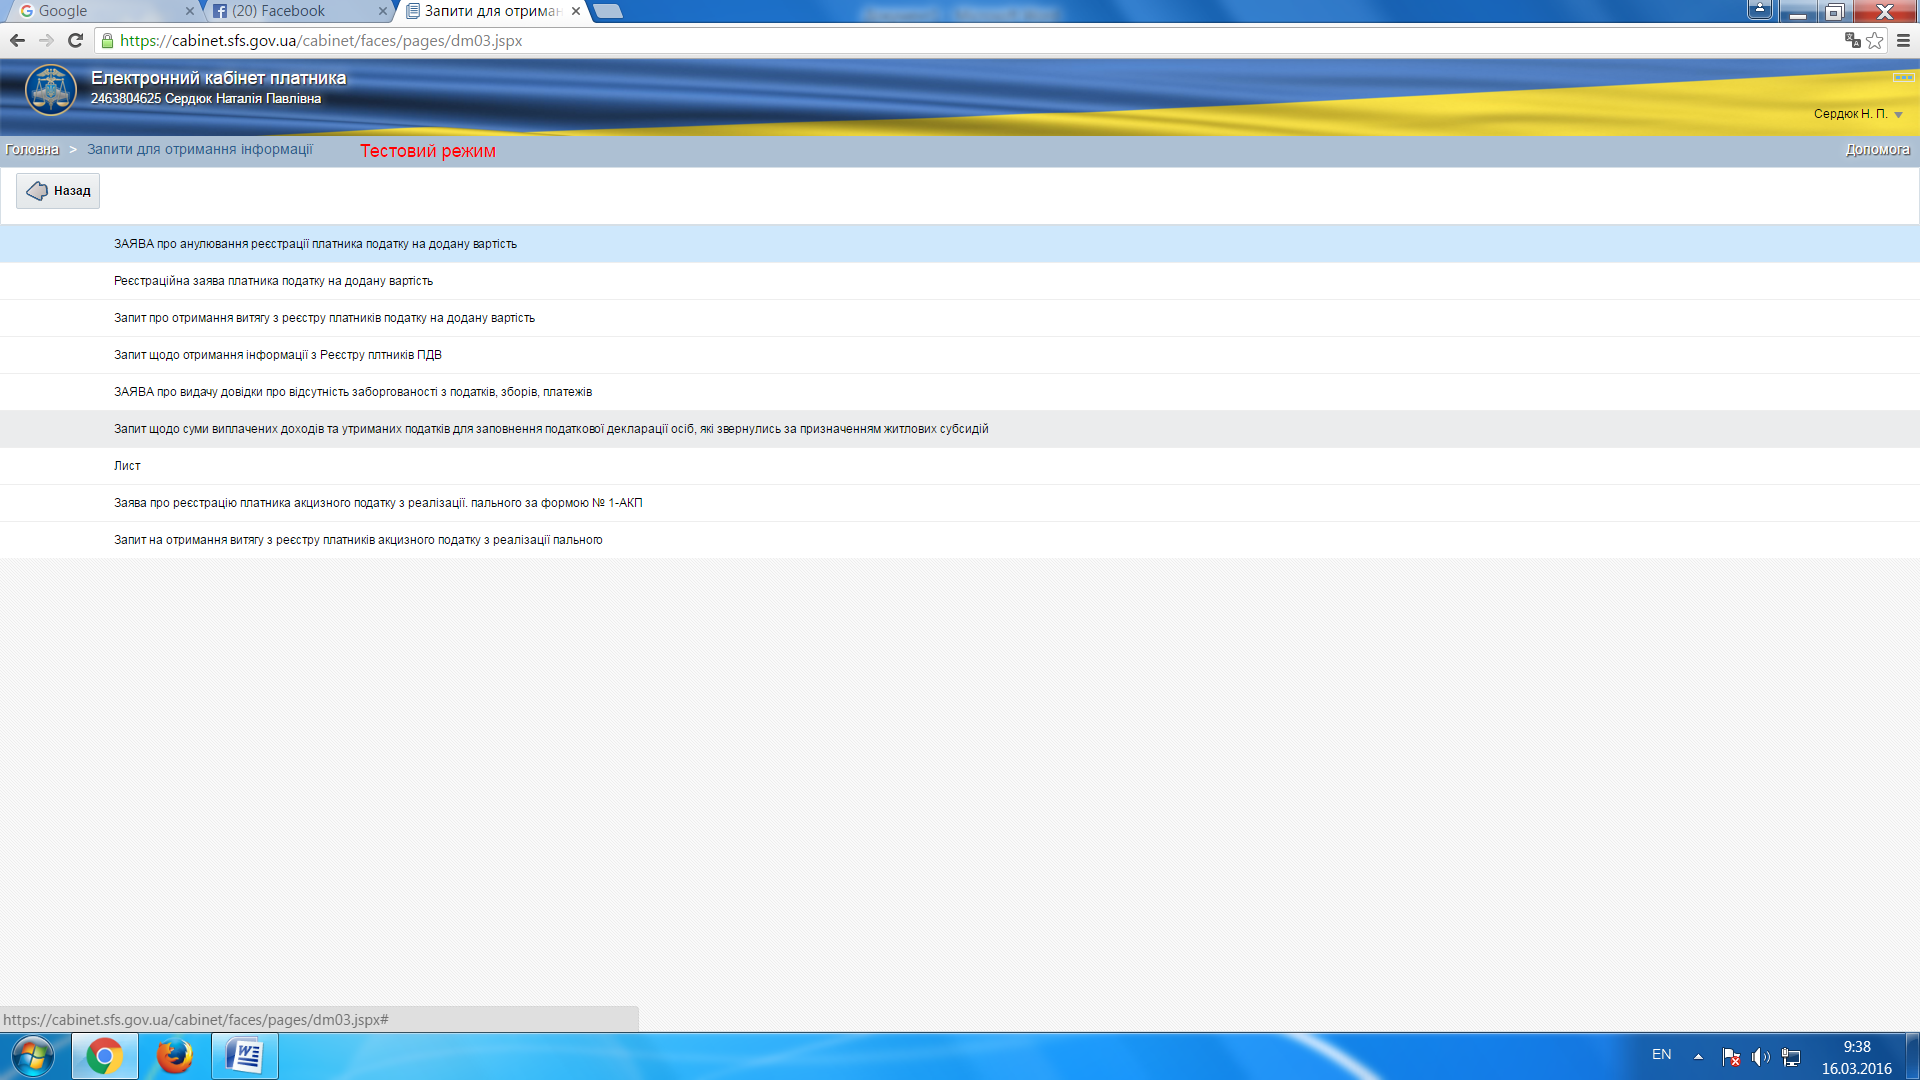 Google
(20) Facebook
Запити для отриман
https://cabinet.sfs.gov.ua/cabinet/faces/pages/dm03.jspx
Електронний кабінет платника
2463804625 Сердюк Наталія Павлівна
Сердюк Н. П.
Головна > Запити для отримання інформації
Тестовий режим
Допомога
Назад
ЗАЯВА про анулювання реєстрації платника податку на додану вартість
Реєстраційна заява платника податку на додану вартість
Запит про отримання витягу з реєстру платників податку на додану вартість
Запит щодо отримання інформації з Реєстру плтників ПДВ
ЗАЯВА про видачу довідки про відсутність заборгованості з податків, зборів, платежів
Запит щодо суми виплачених доходів та утриманих податків для заповнення податкової декларації осіб, які звернулись за призначенням житлових субсидій
Лист
Заява про реєстрацію платника акцизного податку з реалізації. пального за формою № 1-АКП
Запит на отримання витягу з реєстру платників акцизного податку з реалізації пального
https://cabinet.sfs.gov.ua/cabinet/faces/pages/dm03.jspx#
EN
9:38
16.03.2016